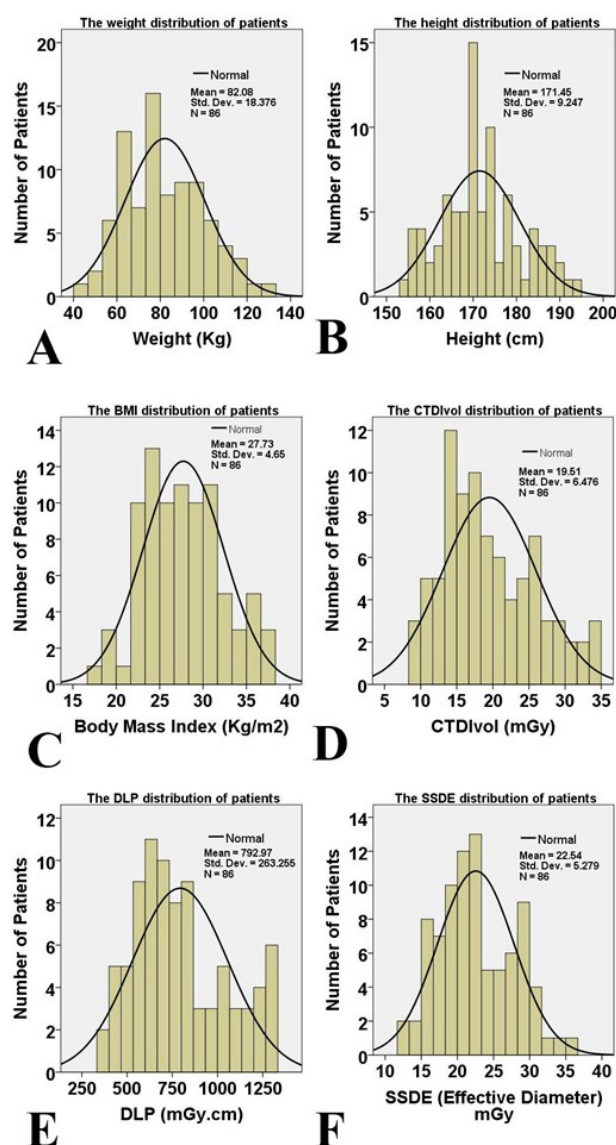 The weight distribution of patients
20
15
10
5
0
Number of Patients
Normal
Mean = 82.08
Std. Dev. = 18.376
N = 86
40 60 80 100 120 140
Weight (Kg)
A
The height distribution of patients
15
10
5
0
Number of Patients
Normal
Mean = 171.45
Std. Dev. = 9.247
N = 86
150 160 170 180 190 200
Height (cm)
B
The BMI distribution of patients
14
12
10
8
6
4
2
0
Number of Patients
Normal
Mean = 27.73
Std. Dev. = 4.65
N = 86
15 20 25 30 35 40
Body Mass Index (Kg/m2)
C
The CTDIvol distribution of patients
12
10
8
6
4
2
0
Number of Patients
Normal
Mean = 19.51
Std. Dev. = 6.476
N = 86
5 10 15 20 25 30 35
CTDIvol (mGy)
D
The DLP distribution of patients
12
10
8
6
4
2
0
Number of Patients
Normal
Mean = 792.97
Std. Dev. = 263.255
N = 86
250 500 750 1000 1250
DLP (mGy.cm)
E
The SSDE distribution of patients
14
12
10
8
6
4
2
0
Number of Patients
Normal
Mean = 22.54
Std. Dev. = 5.279
N = 86
10 15 20 25 30 35 40
SSDE (Effective Diameter)
mGy
F